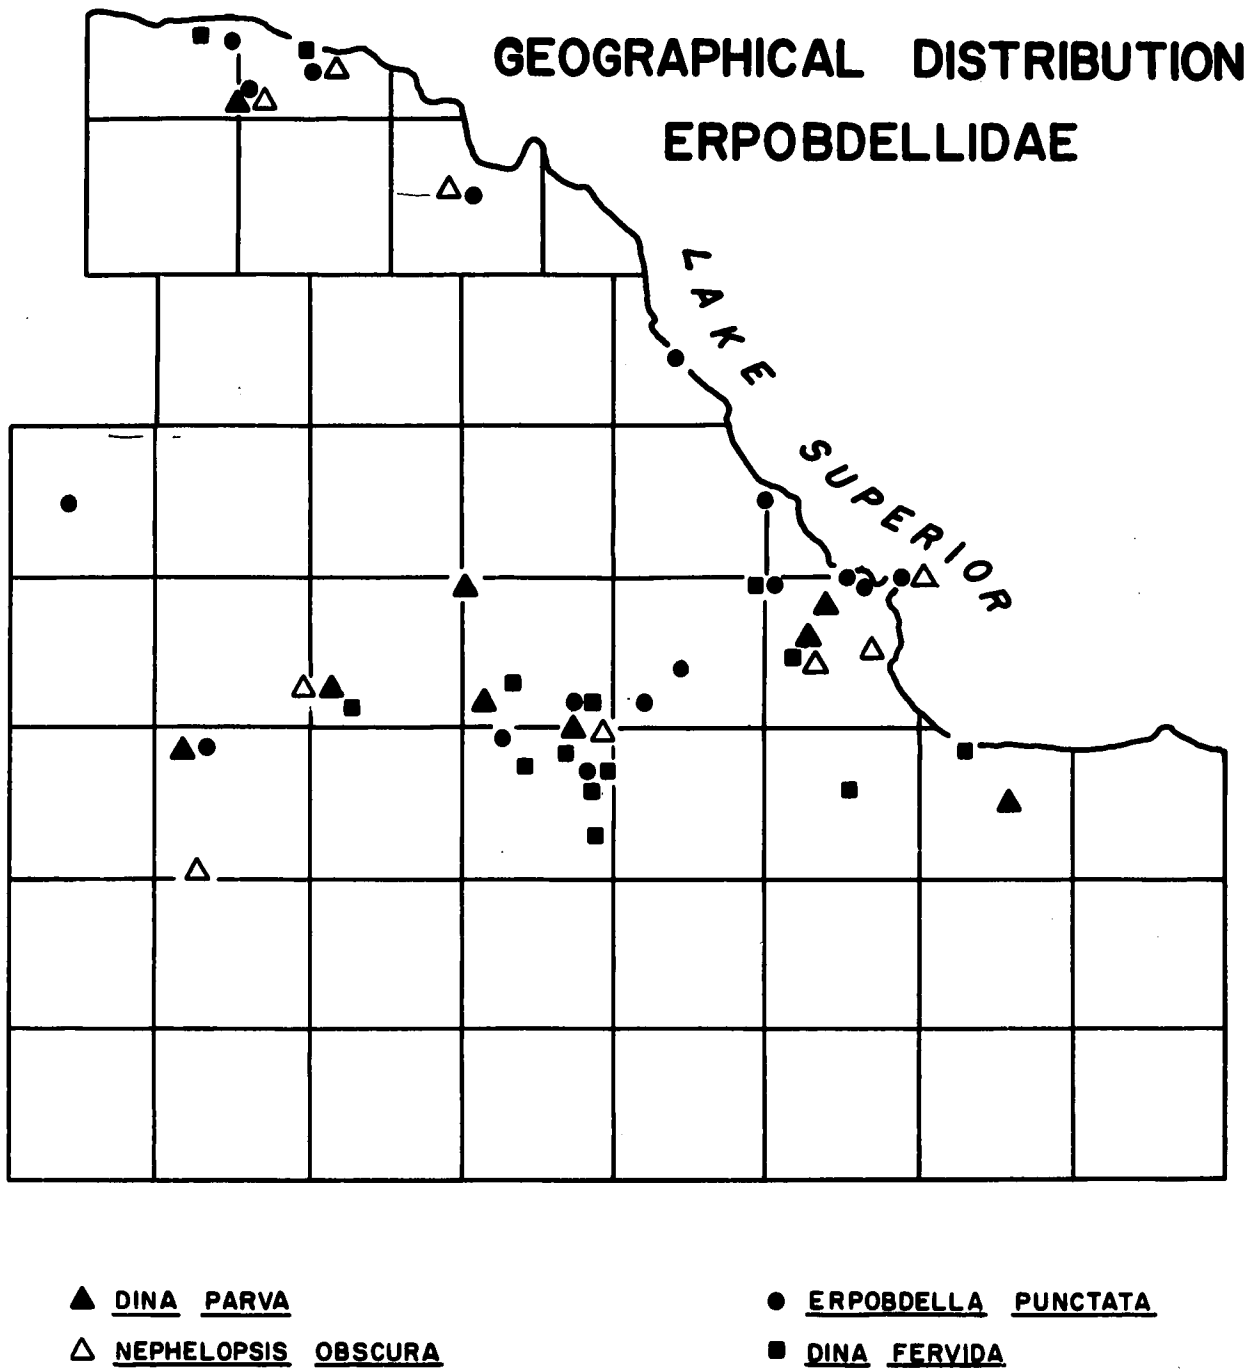 GEOGRAPHICAL DISTRIBUTION
ERPOBDELLIDAE
LAKE SUPERIOR
DINA PARVA
ERPOBDELLA PUNCTATA
NEPHELOPSIS OBSCURA
DINA FERVIDA